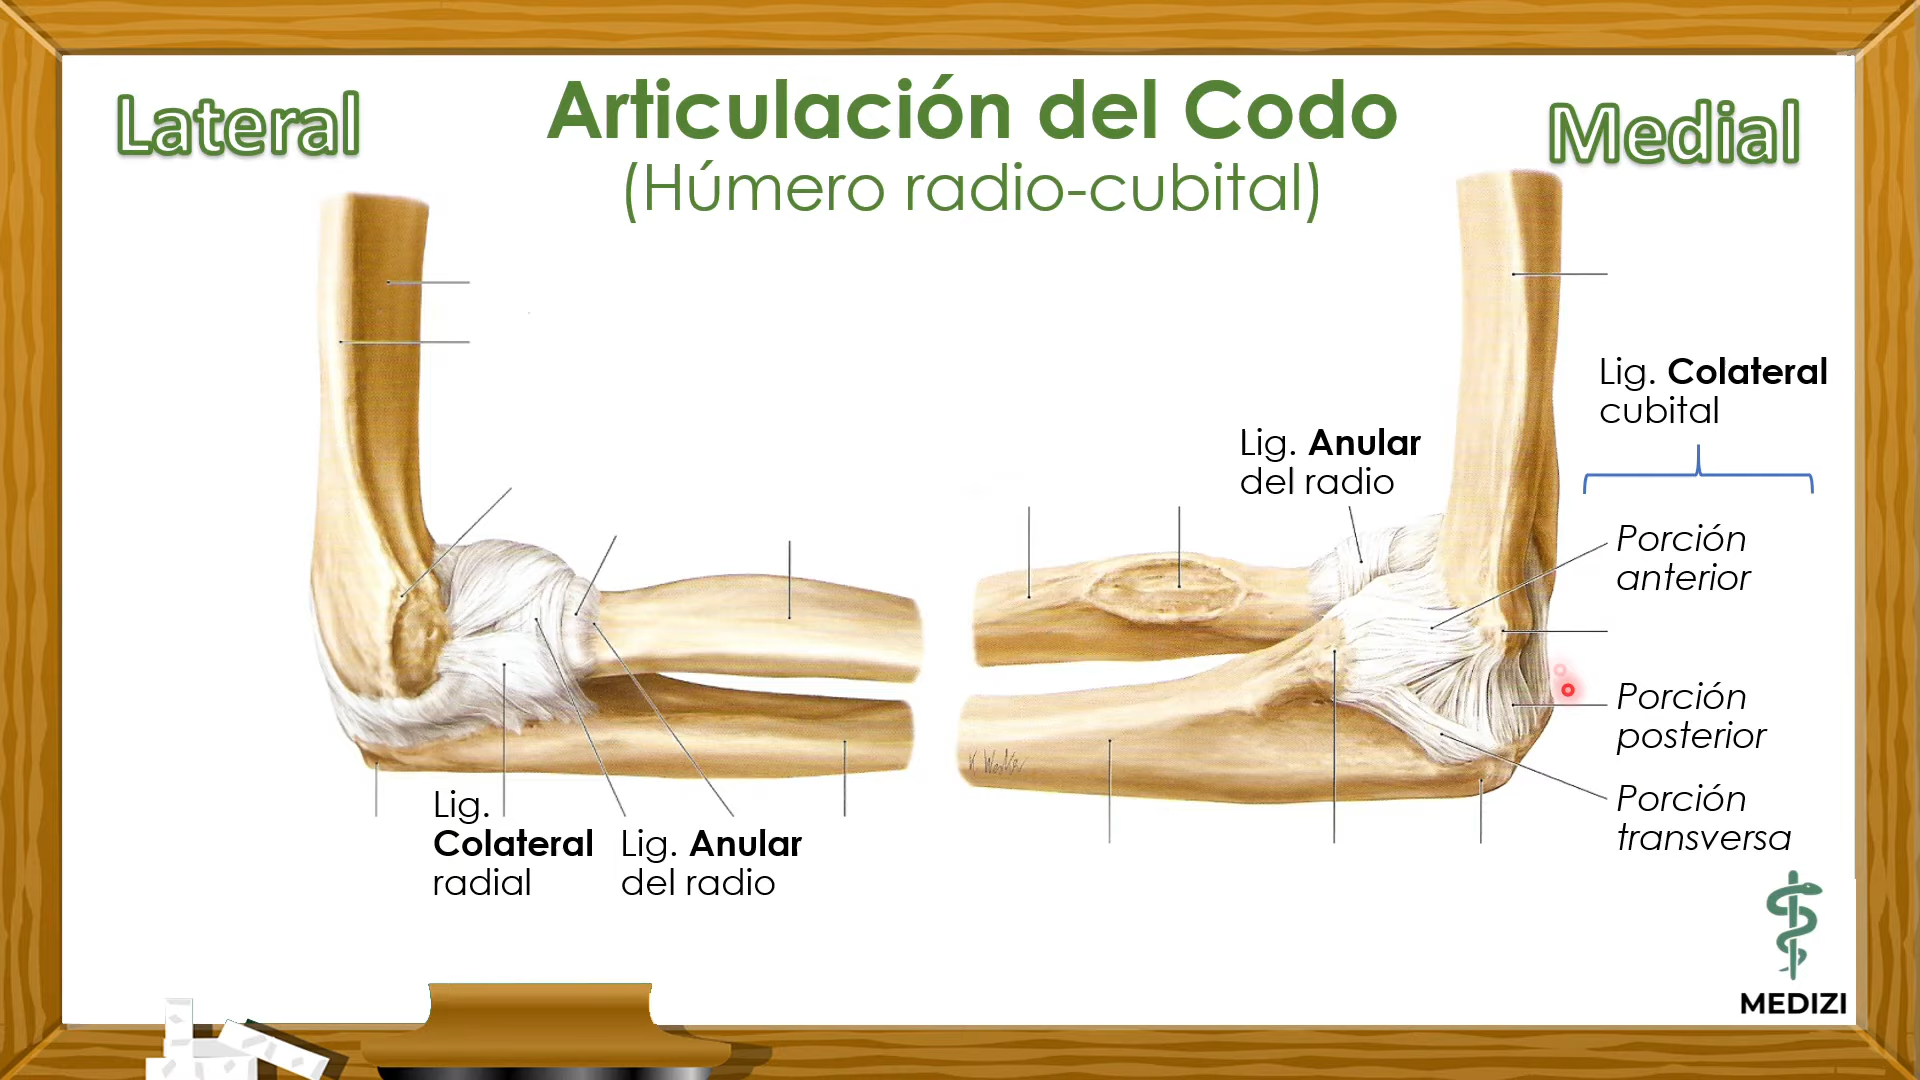 Lateral
Articulación del Codo
(Húmero radio-cubital)
Medial
Lig. Colateral
cubital
Lig. Anular
del radio
Porción
anterior
Porción
posterior
Porción
transversa
Lig.
Colateral
radial
Lig. Anular
del radio
MEDIZI